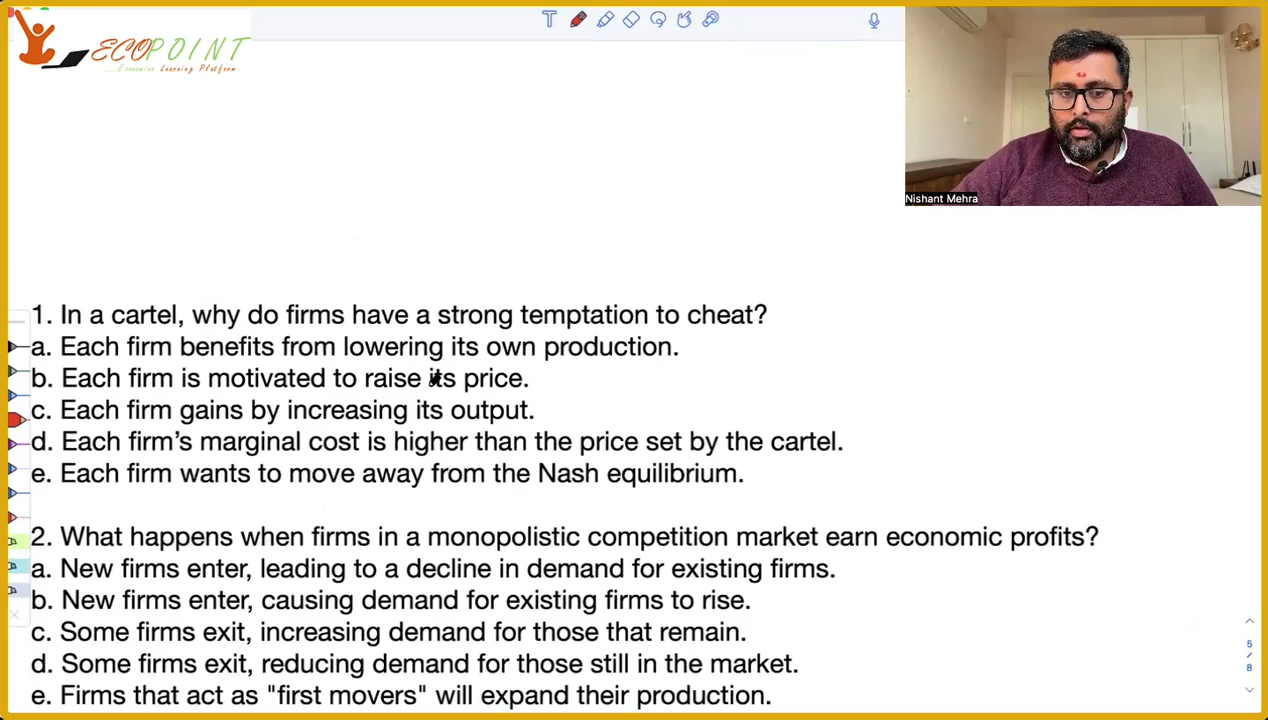 ECOPOINT
....Economics Learning Platform
T
Nishant Mehra
1. In a cartel, why do firms have a strong temptation to cheat?
a. Each firm benefits from lowering its own production.
b. Each firm is motivated to raise its price.
c. Each firm gains by increasing its output.
d. Each firm’s marginal cost is higher than the price set by the cartel.
e. Each firm wants to move away from the Nash equilibrium.
2. What happens when firms in a monopolistic competition market earn economic profits?
a. New firms enter, leading to a decline in demand for existing firms.
b. New firms enter, causing demand for existing firms to rise.
c. Some firms exit, increasing demand for those that remain.
d. Some firms exit, reducing demand for those still in the market.
e. Firms that act as "first movers" will expand their production.
5
/
8